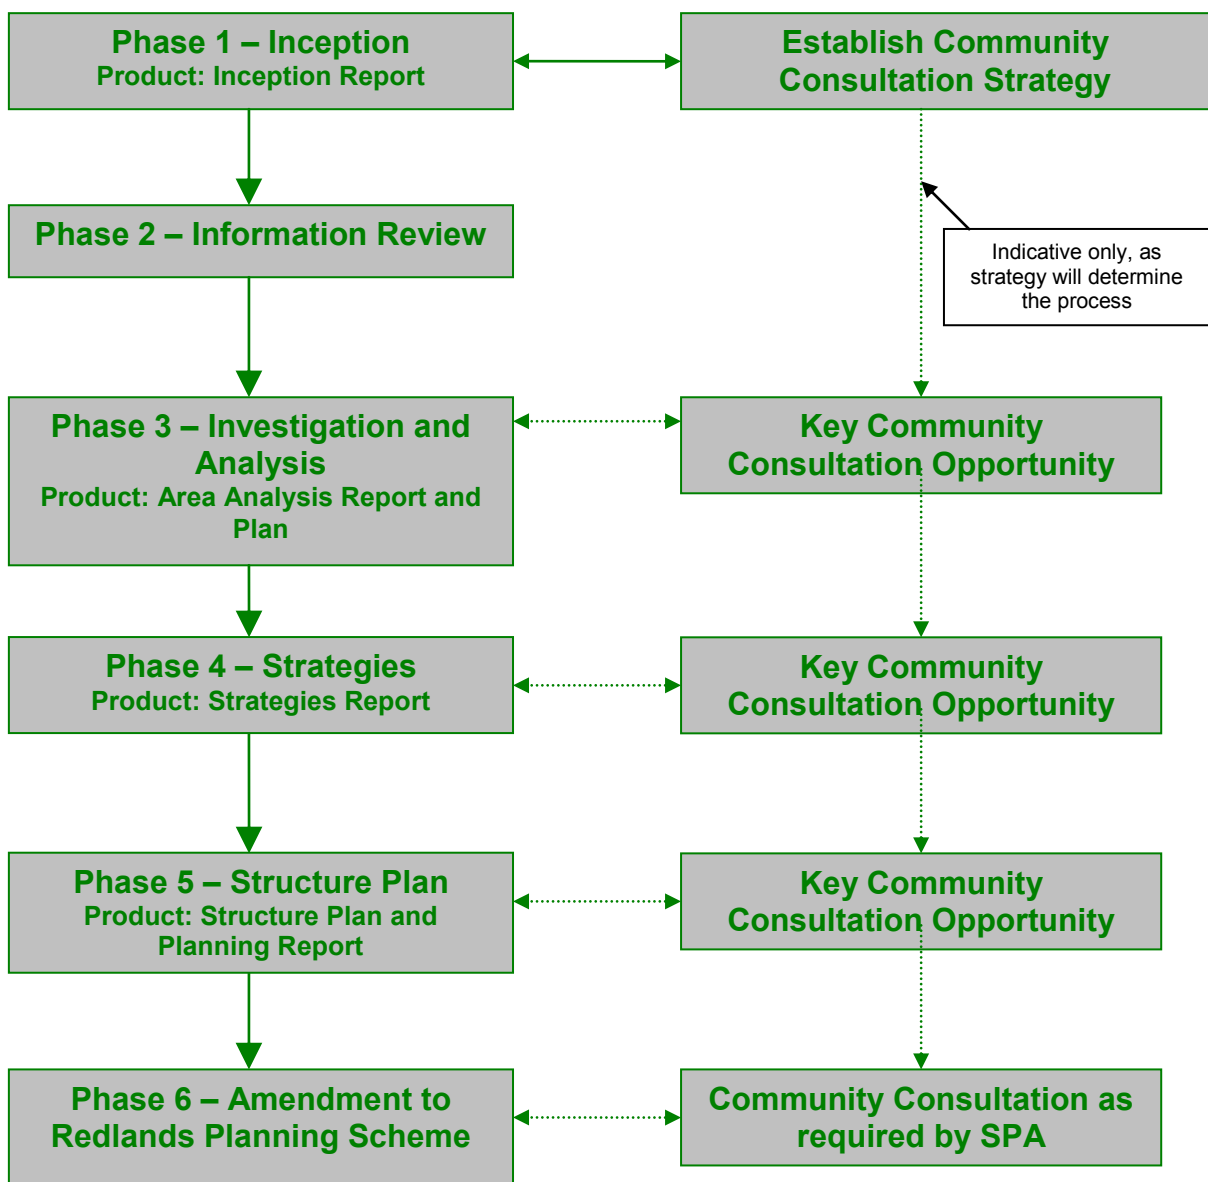 Phase 1 – Inception
Product: Inception Report
Establish Community
Consultation Strategy
Phase 2 – Information Review
Indicative only, as
strategy will determine
the process
Phase 3 – Investigation and
Analysis
Product: Area Analysis Report and
Plan
Key Community
Consultation Opportunity
Phase 4 – Strategies
Product: Strategies Report
Key Community
Consultation Opportunity
Phase 5 – Structure Plan
Product: Structure Plan and
Planning Report
Key Community
Consultation Opportunity
Phase 6 – Amendment to
Redlands Planning Scheme
Community Consultation as
required by SPA